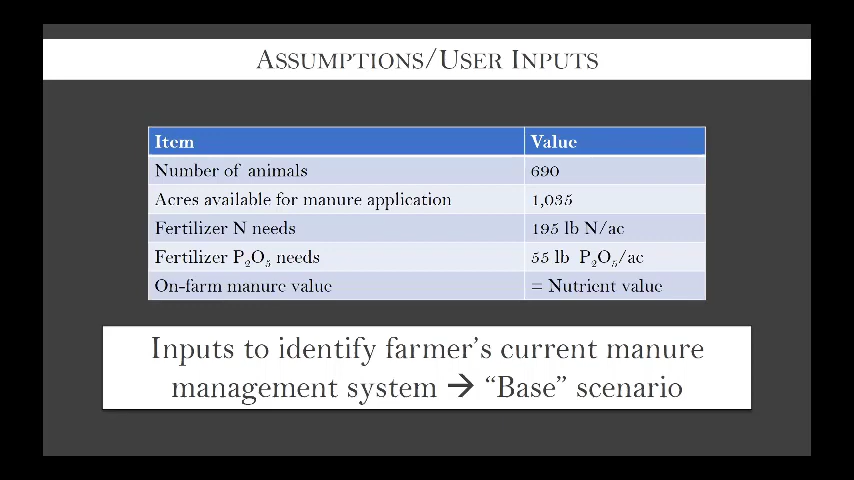 ASSUMPTIONS/USER INPUTS
Item Value
Number of animals 690
Acres available for manure application 1,035
Fertilizer N needs 195 lb N/ac
Fertilizer P₂O₅ needs 55 lb P₂O₅/ac
On-farm manure value = Nutrient value
Inputs to identify farmer’s current manure
management system → “Base” scenario